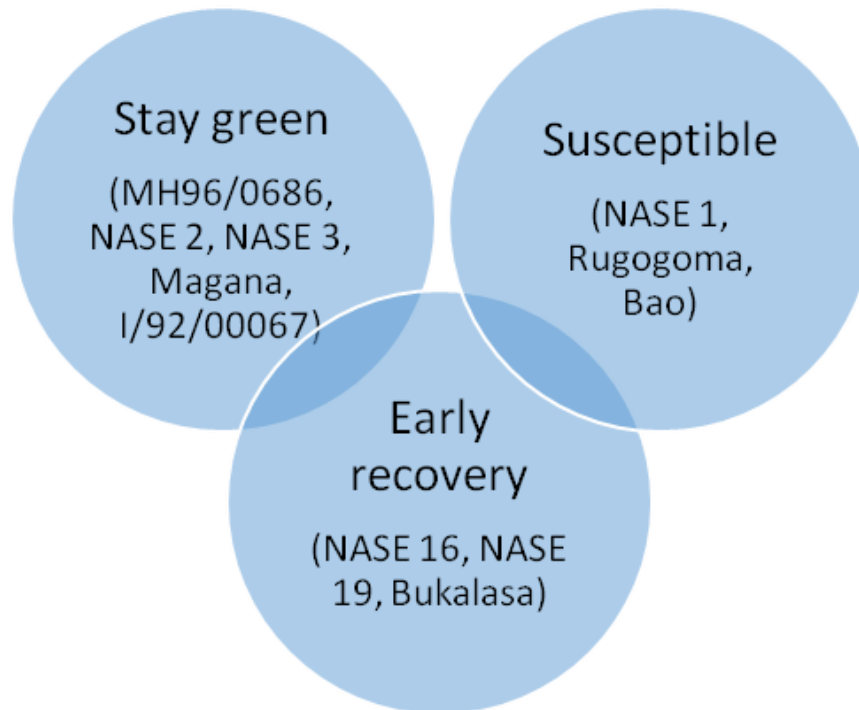 Stay green
(MH96/0686,
NASE 2, NASE 3,
Magana,
I/92/00067)
Susceptible
(NASE 1,
Rugogoma,
Bao)
Early
recovery
(NASE 16, NASE
19, Bukalasa)